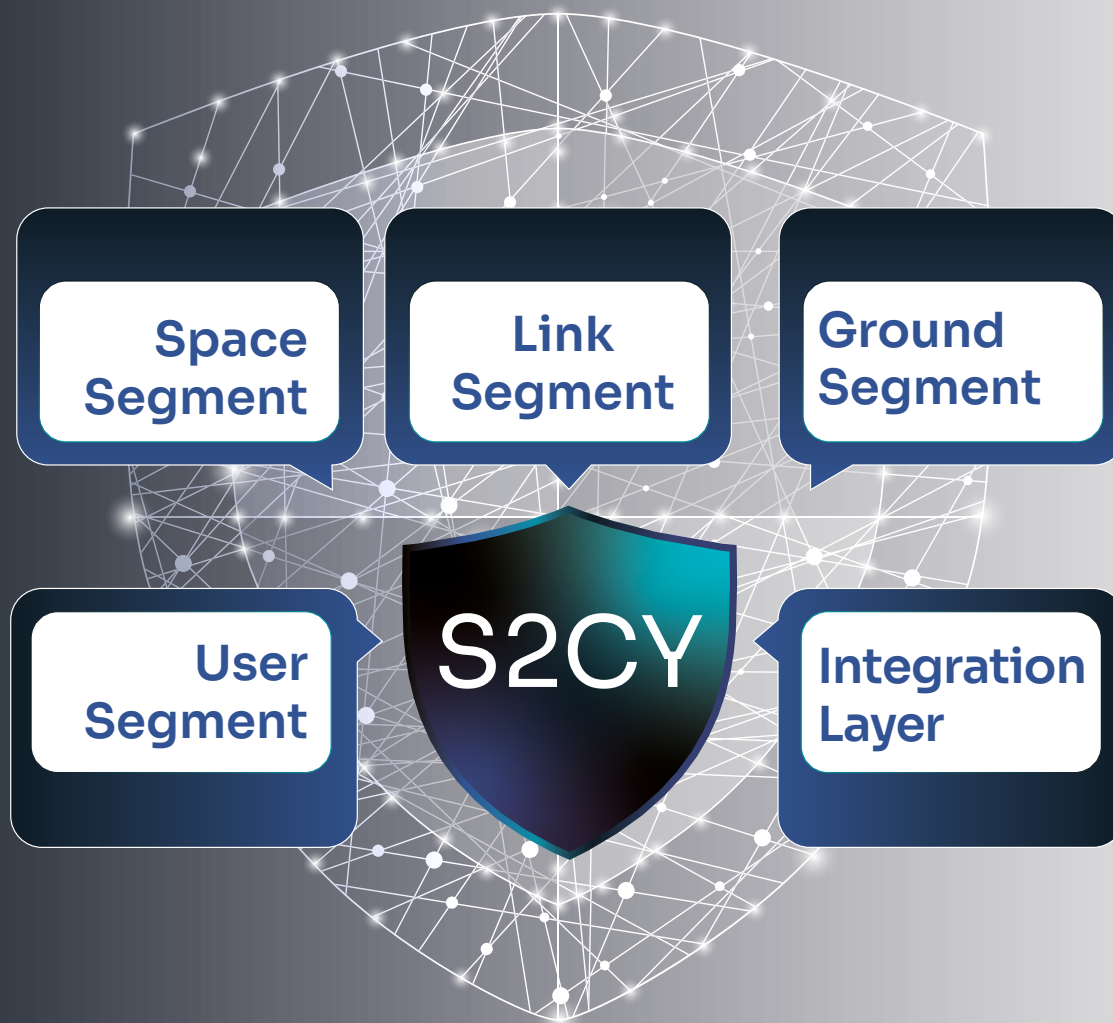 Space
Segment
Link
Segment
Ground
Segment
User
Segment
S2CY
Integration
Layer